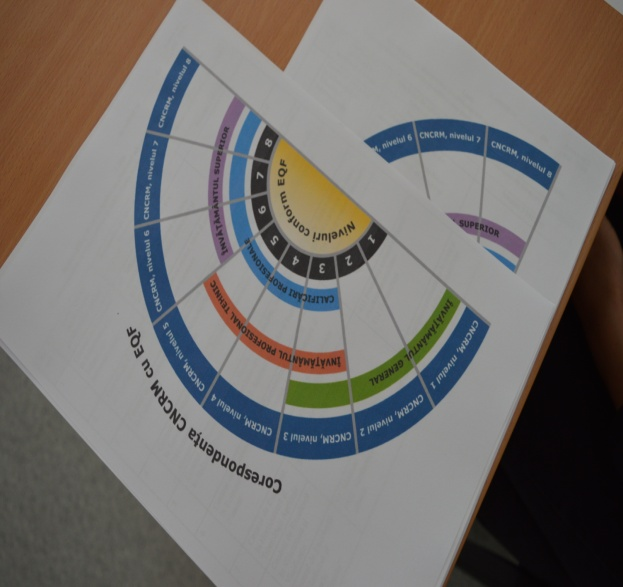 Corespondența CNCRM cu EQF
CNCRM, nivelul 1
CNCRM, nivelul 2
CNCRM, nivelul 3
CNCRM, nivelul 4
CNCRM, nivelul 5
CNCRM, nivelul 6
CNCRM, nivelul 7
CNCRM, nivelul 8
ÎNVĂȚĂMÂNTUL GENERAL
ÎNVĂȚĂMÂNTUL PROFESIONAL TEHNIC
ÎNVĂȚĂMÂNTUL SUPERIOR
CALIFICĂRI PROFESIONALE
1
2
3
4
5
6
7
8
Niveluri conform EQF
nivelul 6
CNCRM, nivelul 7
CNCRM, nivelul 8
SUPERIOR